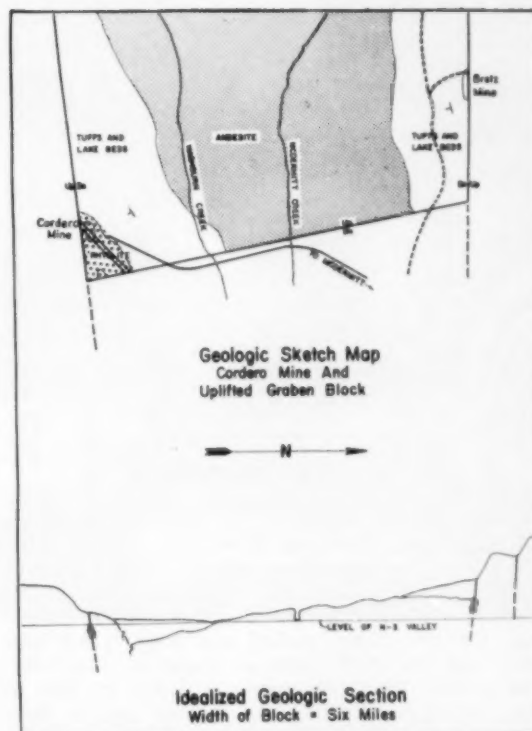 Bretz
Mine
TUFFS AND
LAKE BEDS
ANDESITE
TUFFS AND
LAKE BEDS
CREEK
McDERMITT CREEK
Cordero
Mine
TO McDERMITT
Geologic Sketch Map
Cordero Mine And
Uplifted Graben Block
N
LEVEL OF N-S VALLEY
Idealized Geologic Section
Width of Block = Six Miles